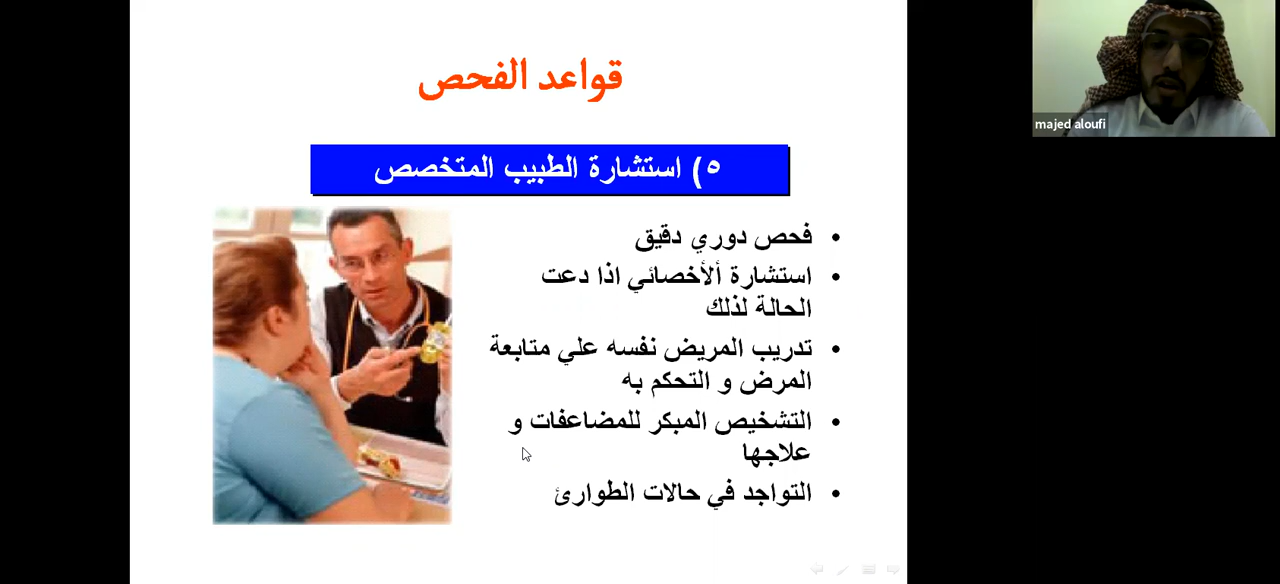 قواعد الفحص
٥) استشارة الطبيب المتخصص
• فحص دوري دقيق
• استشارة ألأخصائي اذا دعت
الحالة لذلك
• تدريب المريض نفسه علي متابعة
المرض و التحكم به
• التشخيص المبكر للمضاعفات و
علاجها
• التواجد في حالات الطوارئ
majed aloufi